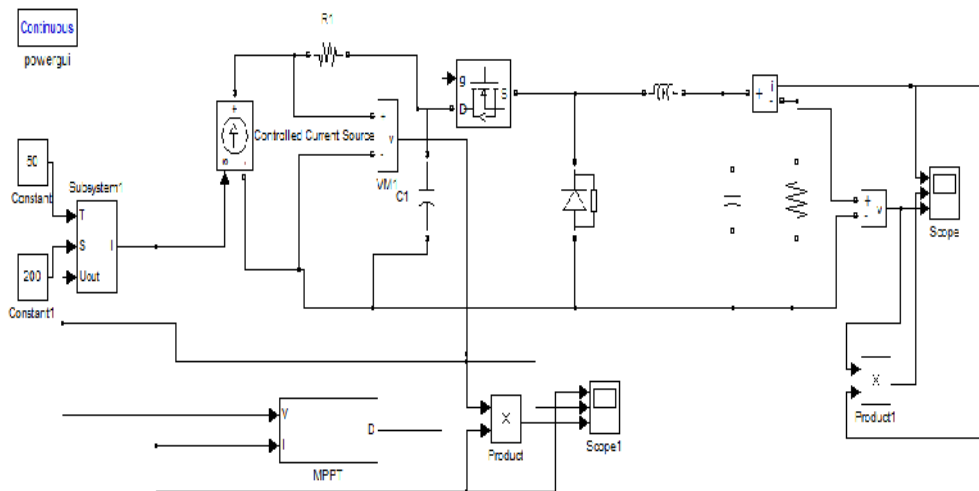 Continuous
powergui
R1
g
D
S
+
i
-
+
Controlled Current Source
+
v
-
VM1
C1
50
Constant
Subsystem1
T
S
I
Uout
200
Constant1
+
v
-
Scope
X
Product1
V
I
D
MPPT
X
Product
Scope1